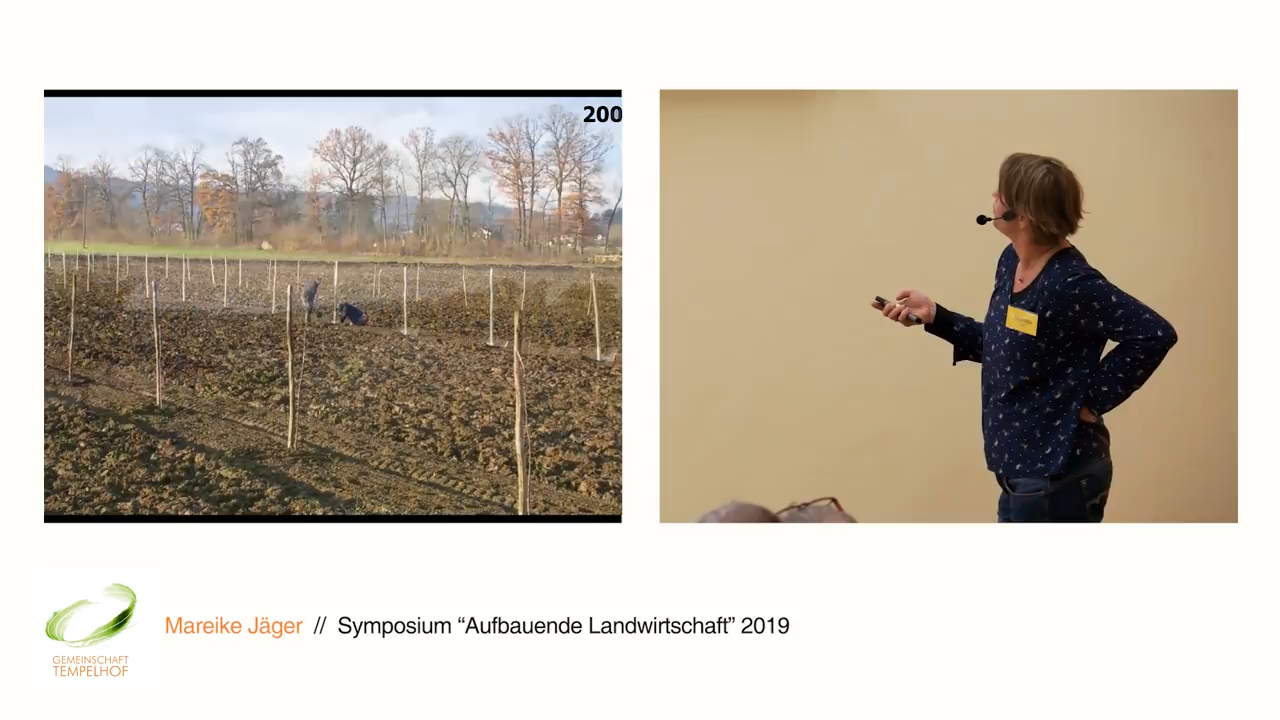 200
Mareike Jäger // Symposium “Aufbauende Landwirtschaft” 2019
GEMEINSCHAFT
TEMPELHOF